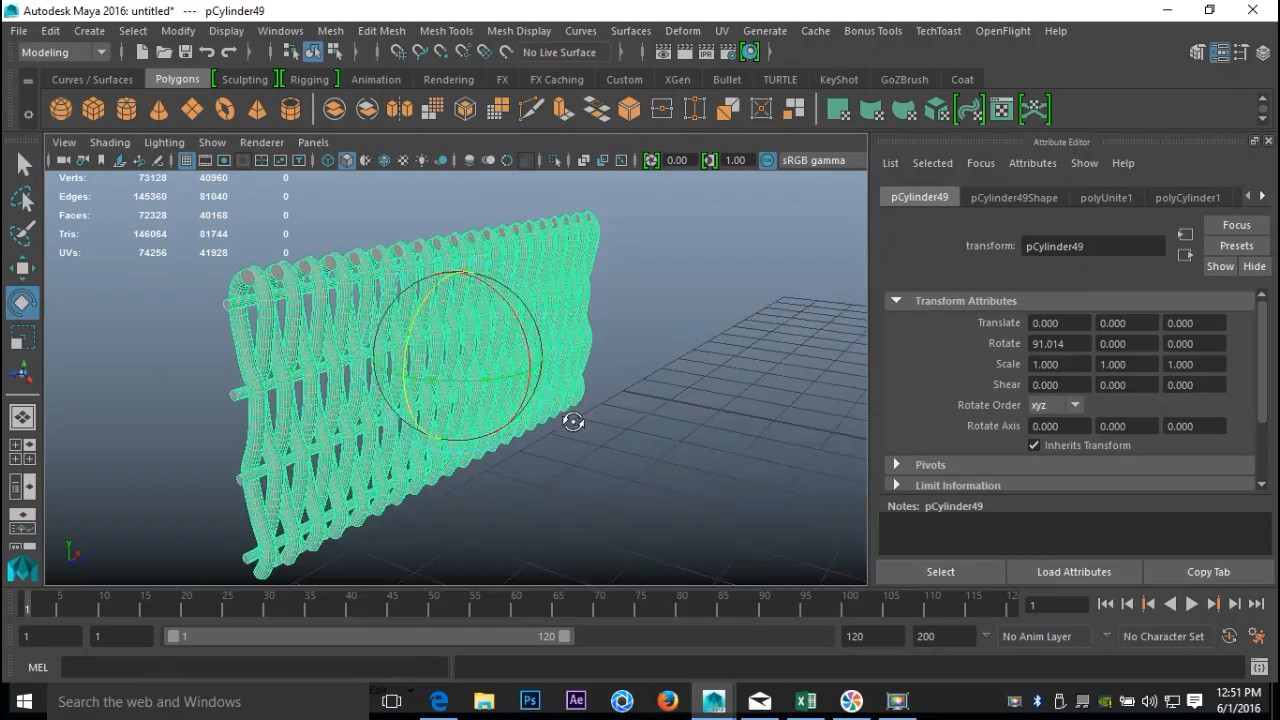 Autodesk Maya 2016: untitled*   ---   pCylinder49
File Edit Create Select Modify Display Windows Mesh Edit Mesh Mesh Tools Mesh Display Curves Surfaces Deform UV Generate Cache Bonus Tools TechToast OpenFlight Help
Modeling No Live Surface
Curves / Surfaces Polygons Sculpting Rigging Animation Rendering FX FX Caching Custom XGen Bullet TURTLE KeyShot GoZBrush Coat
View Shading Lighting Show Renderer Panels
0.00 1.00 sRGB gamma
Verts: 73128 40960 0
Edges: 145360 81040 0
Faces: 72328 40168 0
Tris: 146064 81744 0
UVs: 74256 41928 0
Attribute Editor
List Selected Focus Attributes Show Help
pCylinder49 pCylinder49Shape polyUnite1 polyCylinder1
Focus
transform: pCylinder49 Presets
Show Hide
Transform Attributes
Translate 0.000 0.000 0.000
Rotate 91.014 0.000 0.000
Scale 1.000 1.000 1.000
Shear 0.000 0.000 0.000
Rotate Order xyz
Rotate Axis 0.000 0.000 0.000
Inherits Transform
Pivots
Limit Information
Notes: pCylinder49
Select Load Attributes Copy Tab
y
1 5 10 15 20 25 30 35 40 45 50 55 60 65 70 75 80 85 90 95 100 105 110 115 12 1
1 1 1 120 120 200 No Anim Layer No Character Set
MEL
Edit
Search the web and Windows Ps Ae 12:51 PM
6/1/2016